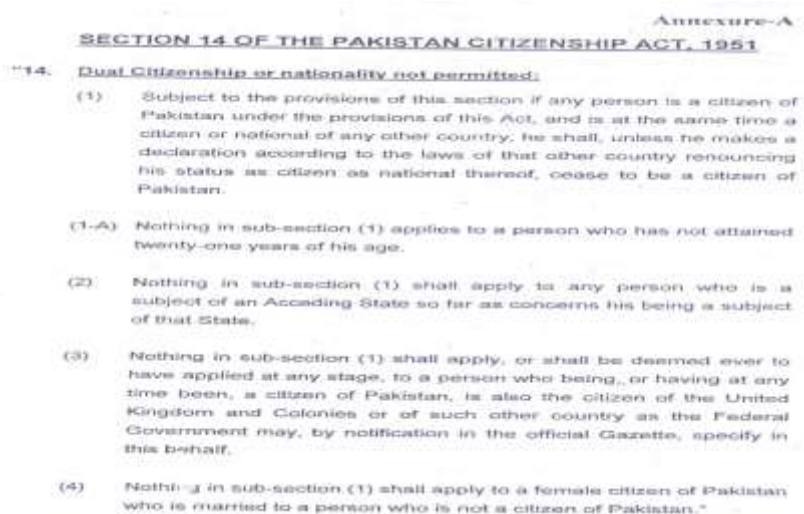 Annexure-A
SECTION 14 OF THE PAKISTAN CITIZENSHIP ACT, 1951
"14. Dual Citizenship or nationality not permitted:
(1) Subject to the provisions of this section if any person is a citizen of
Pakistan under the provisions of this Act, and is at the same time a
citizen or national of any other country, he shall, unless he makes a
declaration according to the laws of that other country renouncing
his status as citizen as national thereof, cease to be a citizen of
Pakistan.
(1-A) Nothing in sub-section (1) applies to a person who has not attained
twenty-one years of his age.
(2) Nothing in sub-section (1) shall apply to any person who is a
subject of an Acceding State so far as concerns his being a subject
of that State.
(3) Nothing in sub-section (1) shall apply, or shall be deemed ever to
have applied at any stage, to a person who being, or having at any
time been, a citizen of Pakistan, is also the citizen of the United
Kingdom and Colonies or of such other country as the Federal
Government may, by notification in the official Gazette, specify in
this behalf.
(4) Nothing in sub-section (1) shall apply to a female citizen of Pakistan
who is married to a person who is not a citizen of Pakistan."